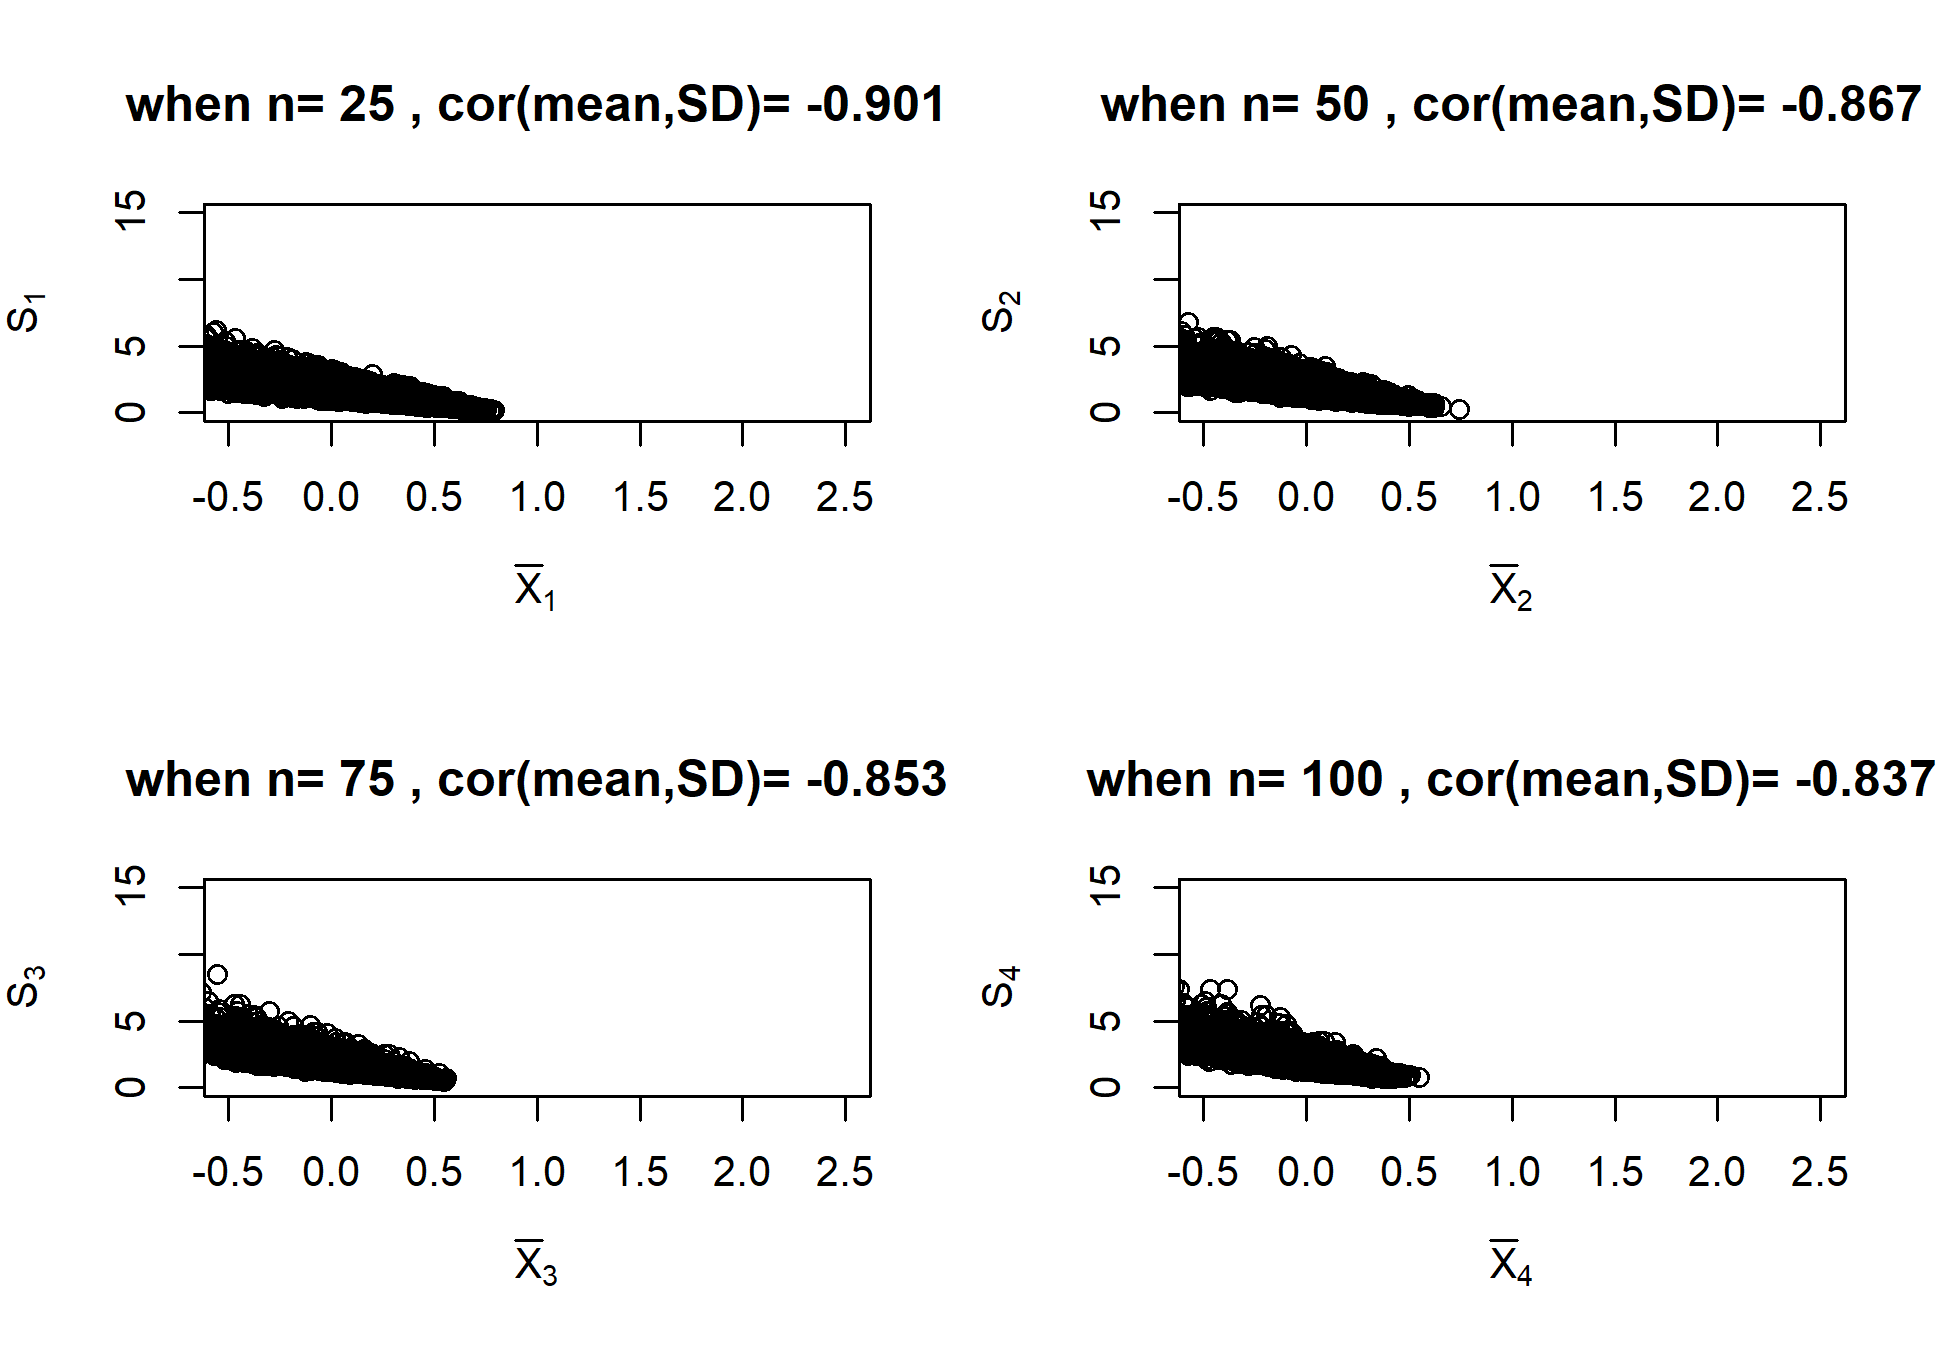 when n= 25 , cor(mean,SD)= -0.901
15
5
0
S1
-0.5 0.0 0.5 1.0 1.5 2.0 2.5
X̅1
when n= 50 , cor(mean,SD)= -0.867
15
5
0
S2
-0.5 0.0 0.5 1.0 1.5 2.0 2.5
X̅2
when n= 75 , cor(mean,SD)= -0.853
15
5
0
S3
-0.5 0.0 0.5 1.0 1.5 2.0 2.5
X̅3
when n= 100 , cor(mean,SD)= -0.837
15
5
0
S4
-0.5 0.0 0.5 1.0 1.5 2.0 2.5
X̅4